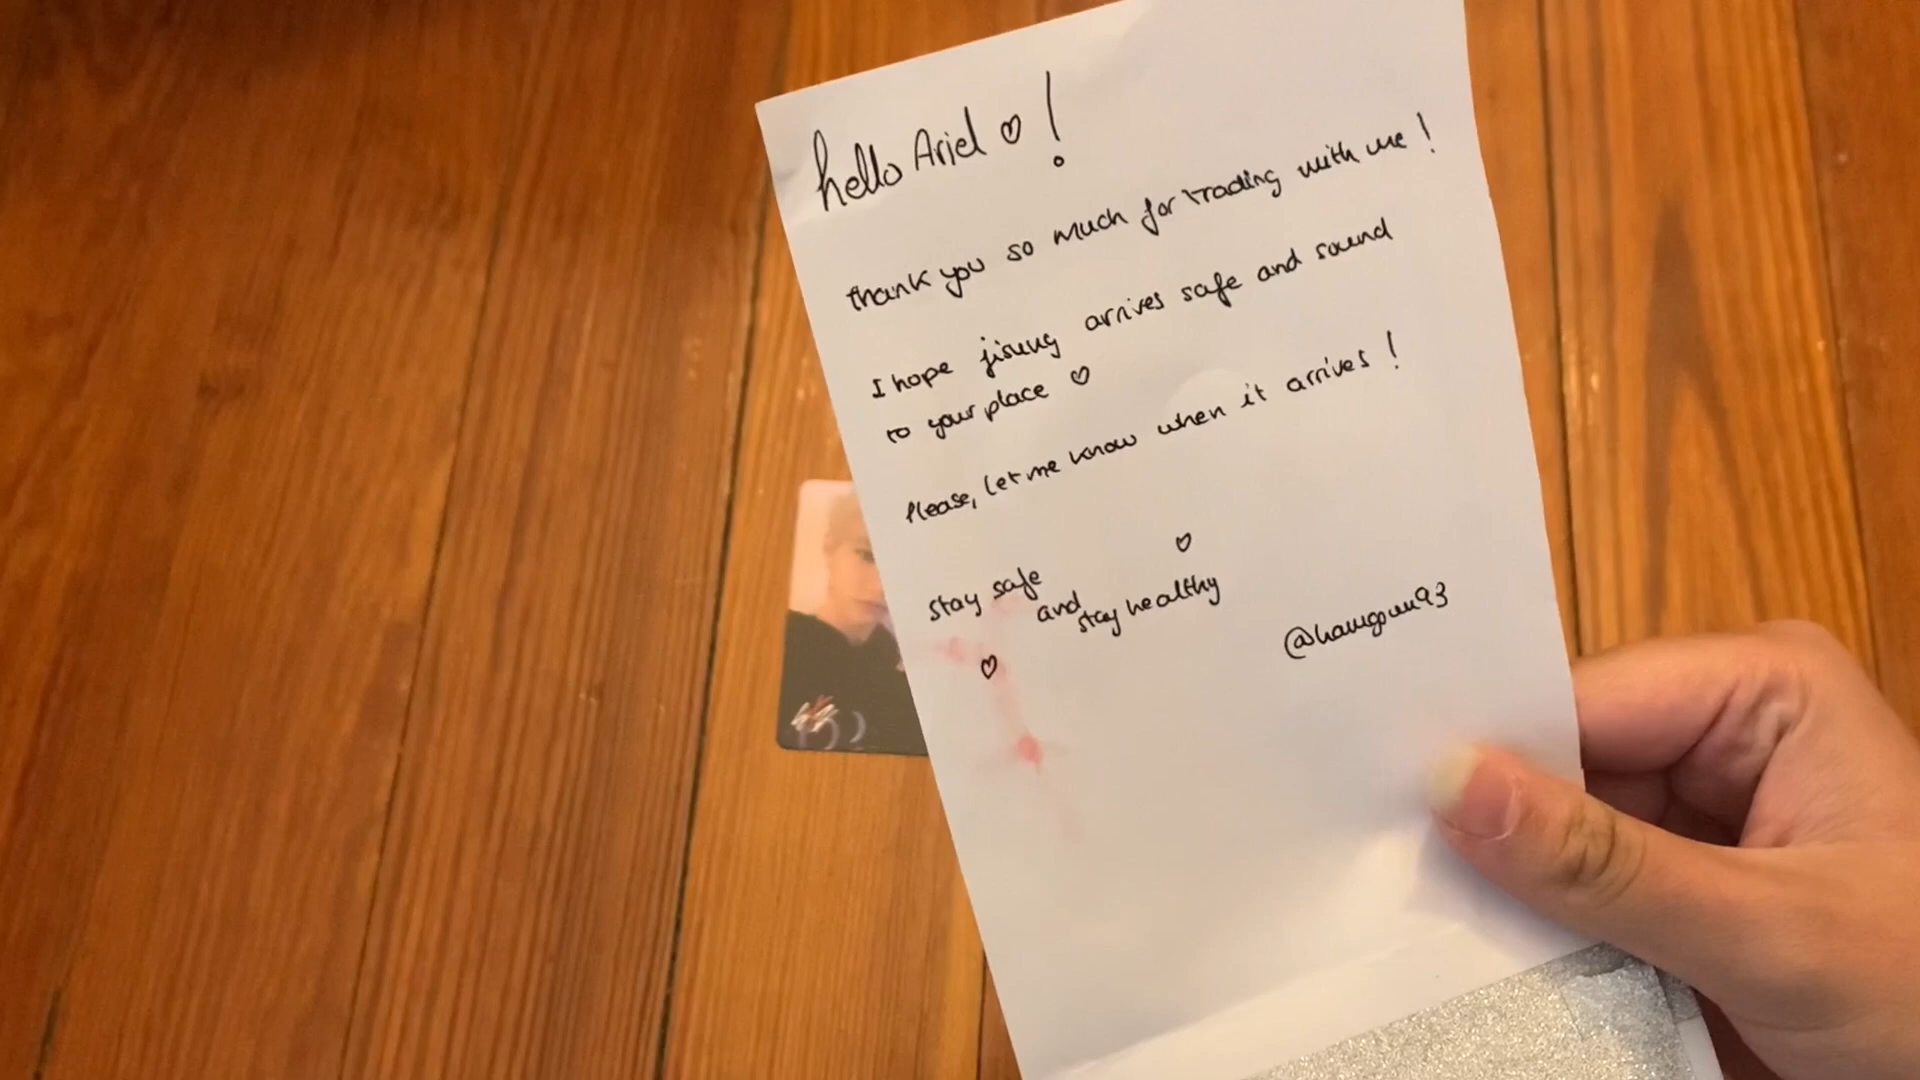 hello Ariel ♡ !
thank you so much for trading with me !
I hope jisung arrives safe and sound
to your place ♡
Please, let me know when it arrives !
stay safe
and
stay healthy ♡
♡